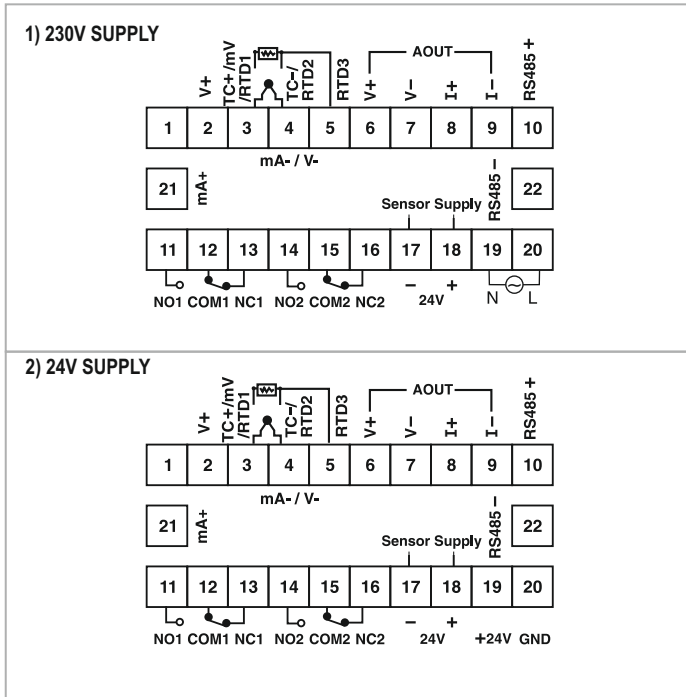 1) 230V SUPPLY
V+ TC+/mV /RTD1 TC-/ RTD2 RTD3 V+ V- AOUT I+ I- RS485 +
1 2 3 4 5 6 7 8 9 10
mA- / V-
21 mA+ RS485 - 22
Sensor Supply
11 12 13 14 15 16 17 18 19 20
NO1 COM1 NC1 NO2 COM2 NC2 - 24V + N L
2) 24V SUPPLY
V+ TC+/mV /RTD1 TC-/ RTD2 RTD3 V+ V- AOUT I+ I- RS485 +
1 2 3 4 5 6 7 8 9 10
mA- / V-
21 mA+ RS485 - 22
Sensor Supply
11 12 13 14 15 16 17 18 19 20
NO1 COM1 NC1 NO2 COM2 NC2 - 24V + +24V GND